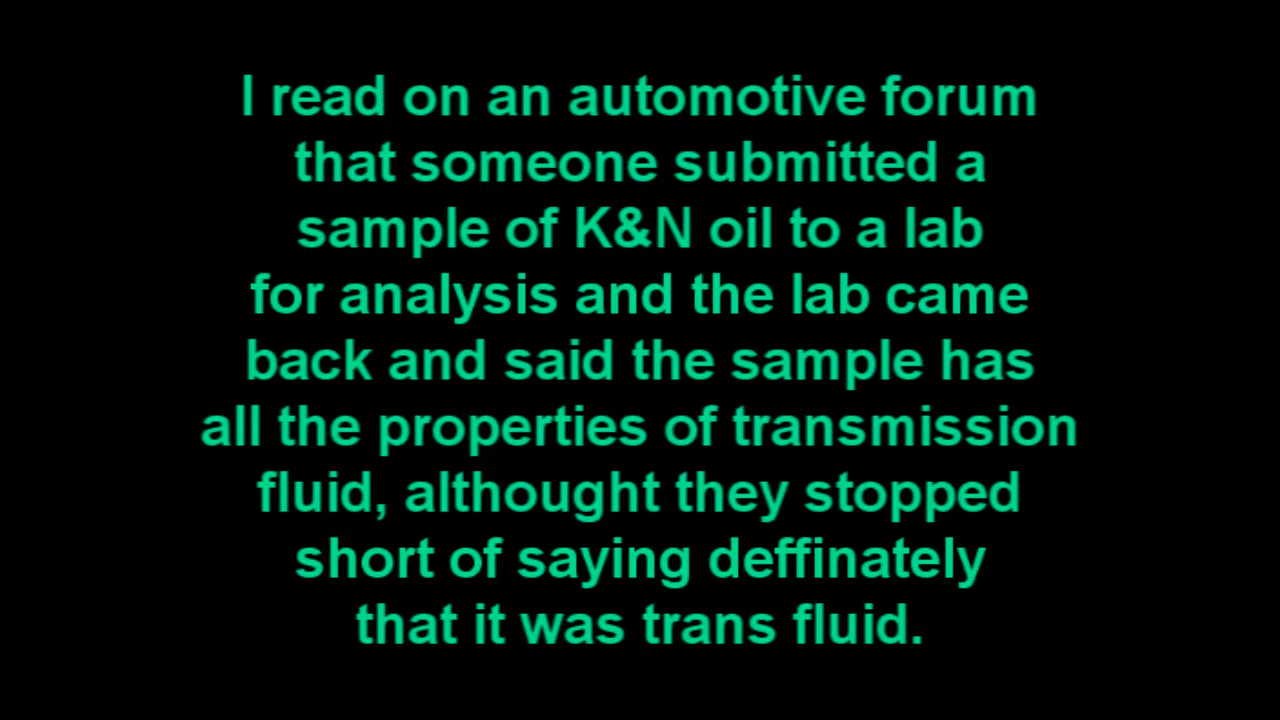 I read on an automotive forum
that someone submitted a
sample of K&N oil to a lab
for analysis and the lab came
back and said the sample has
all the properties of transmission
fluid, althought they stopped
short of saying deffinately
that it was trans fluid.